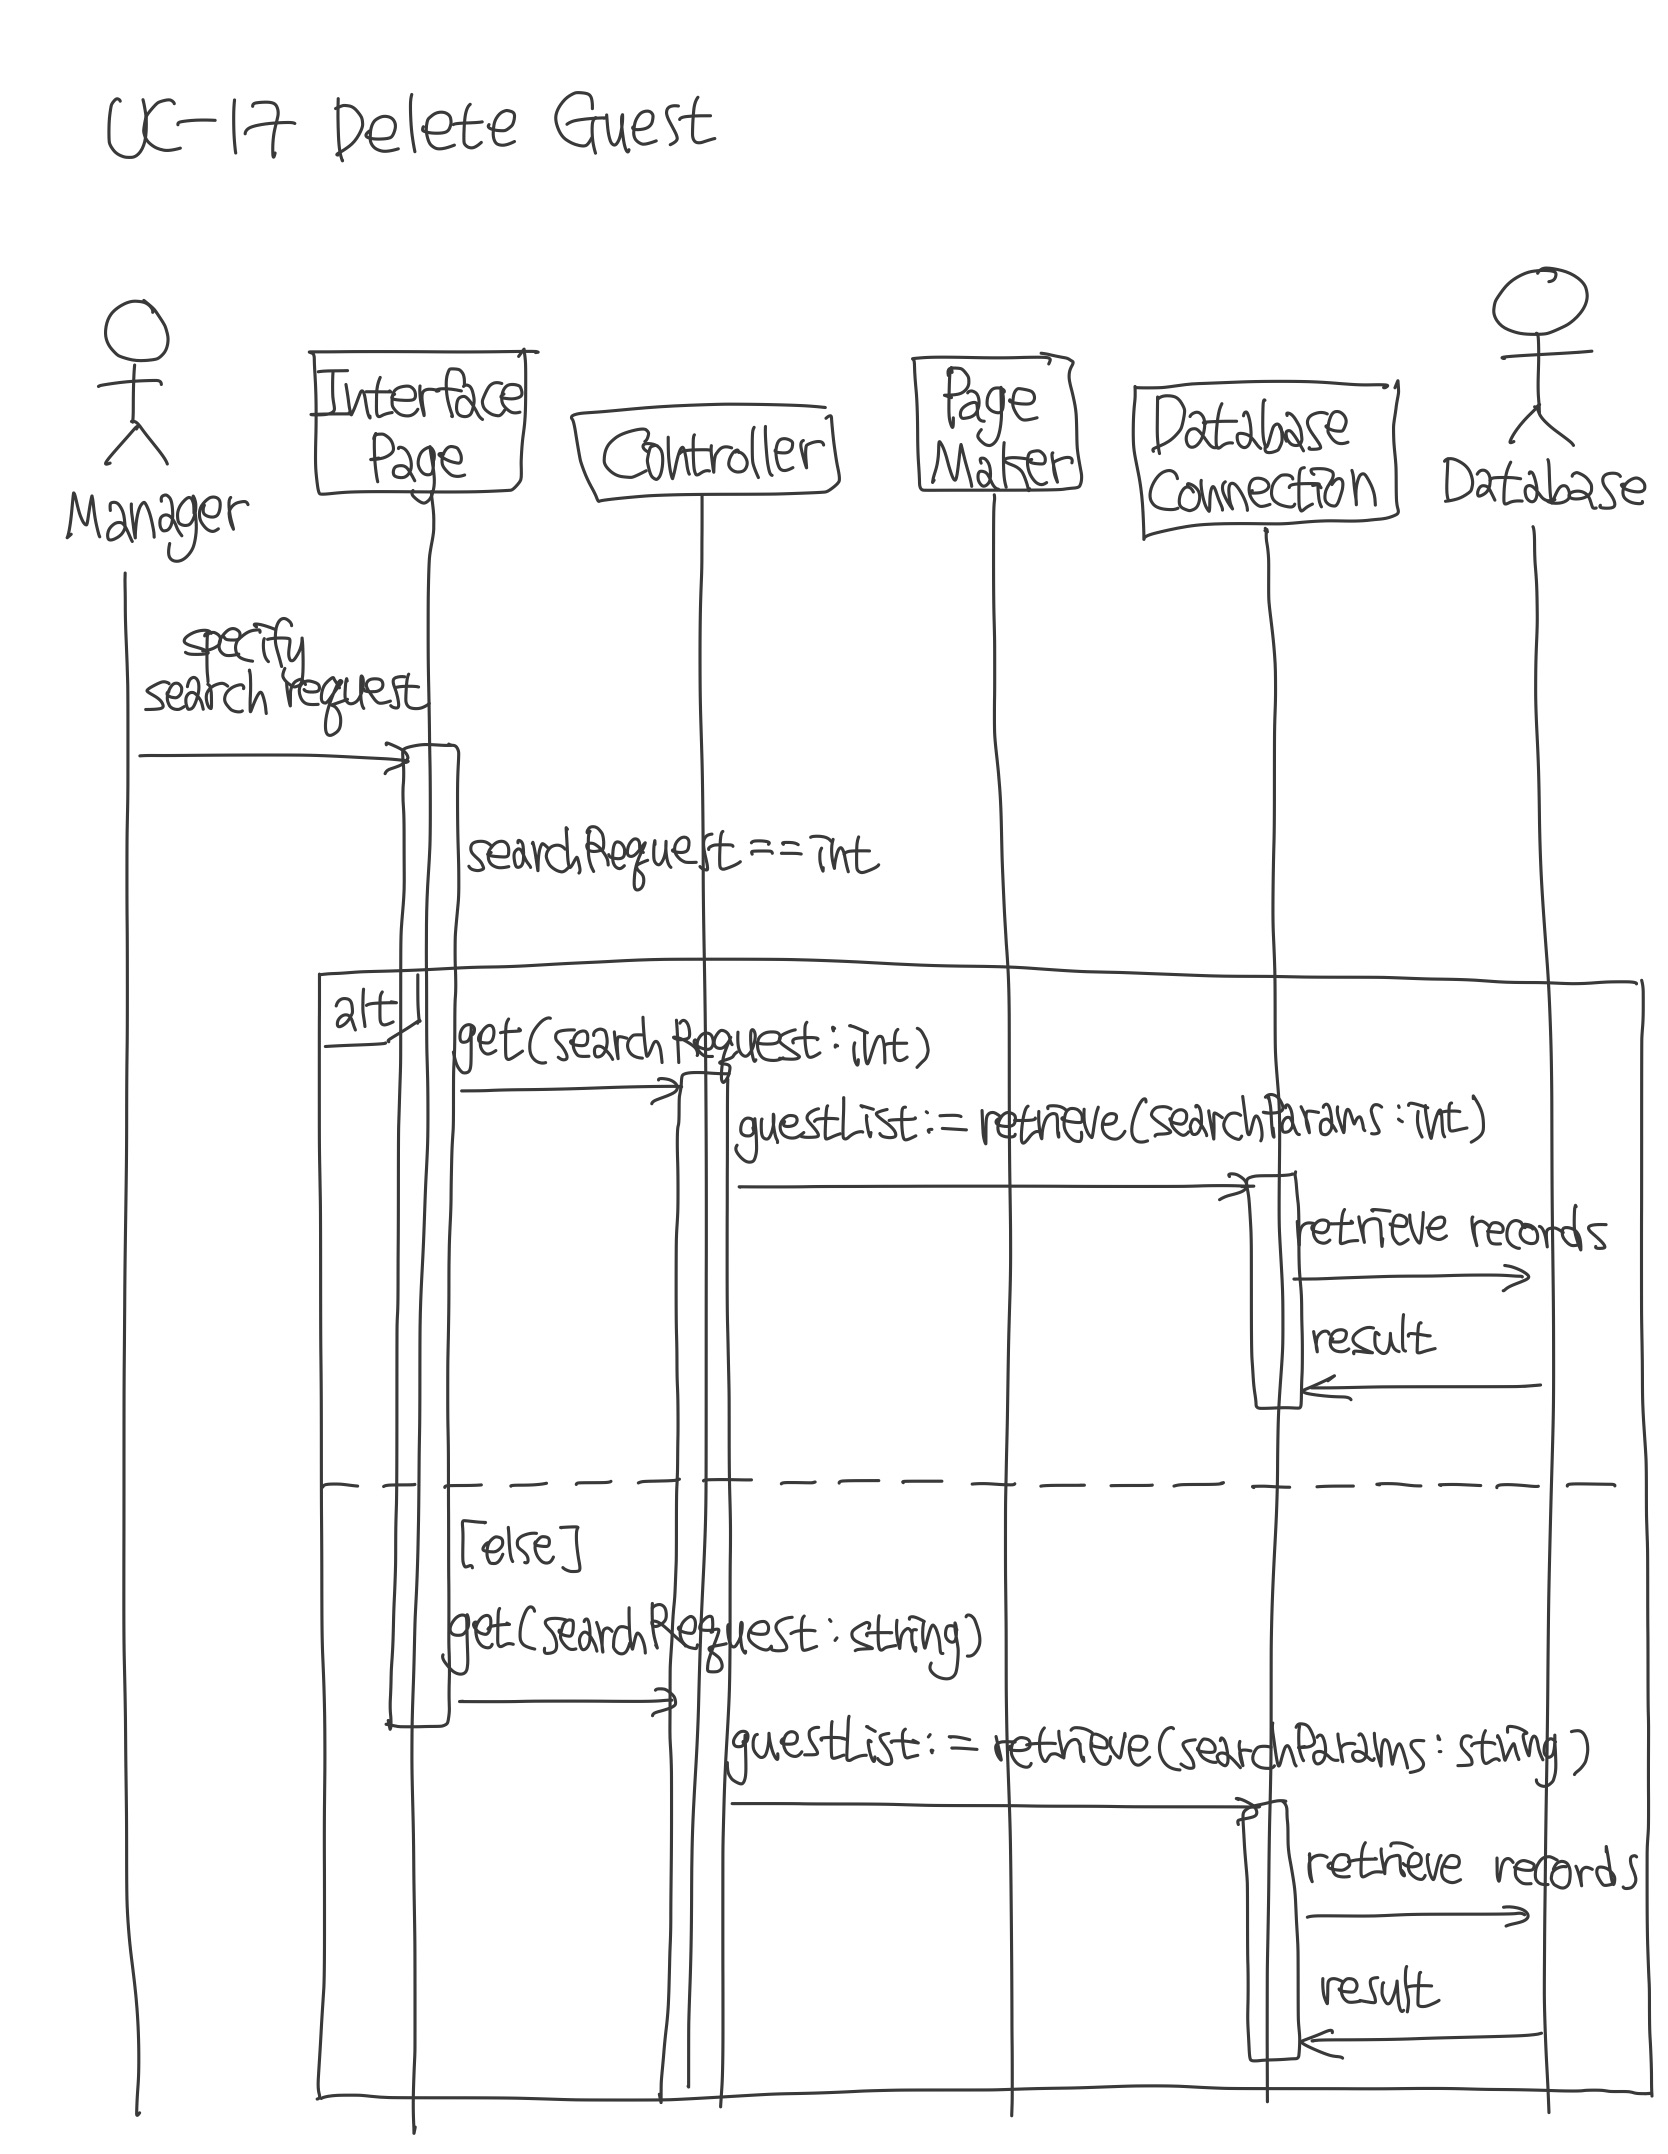 UC-17 Delete Guest
Manager
Interface
Page
Controller
Page
Maker
Database
Connection
Database
specify
search request
searchRequest == int
alt
get(searchRequest:int)
guestList:= retrieve(searchParams:int)
retrieve records
result
[else]
get(searchRequest:string)
guestList:= retrieve(searchParams:string)
retrieve records
result